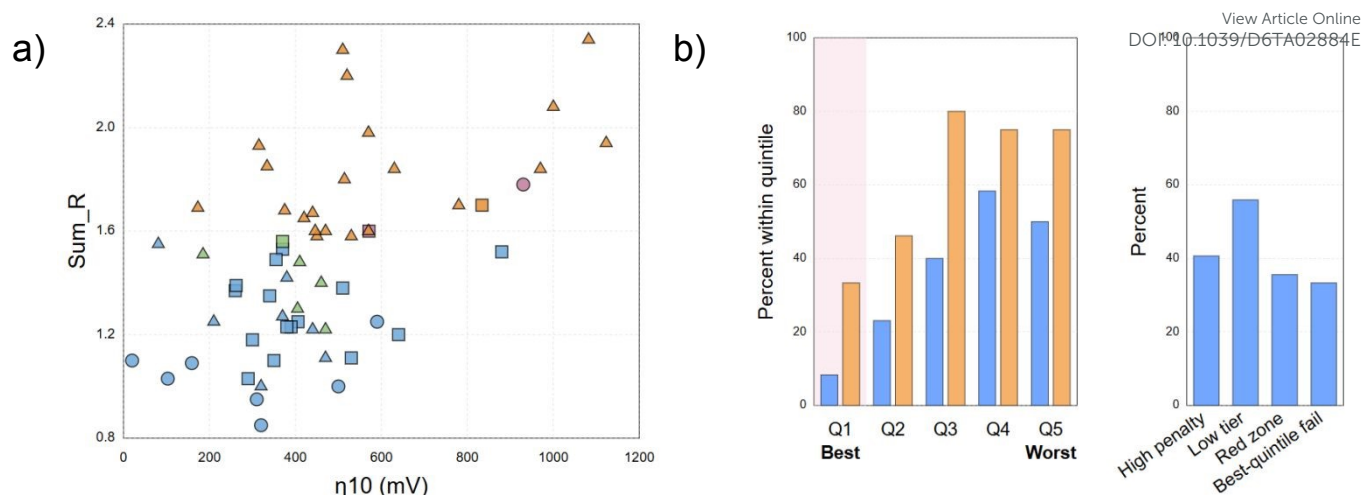 View Article Online
DOI: 10.1039/D6TA02884E
a)
Sum_R
2.4
2.0
1.6
1.2
0.8
0
200
400
600
800
1000
1200
η10 (mV)
b)
Percent within quintile
100
80
60
40
20
0
Q1
Q2
Q3
Q4
Q5
Best
Worst
Percent
100
80
60
40
20
0
High penalty
Low tier
Red zone
Best-quintile fail